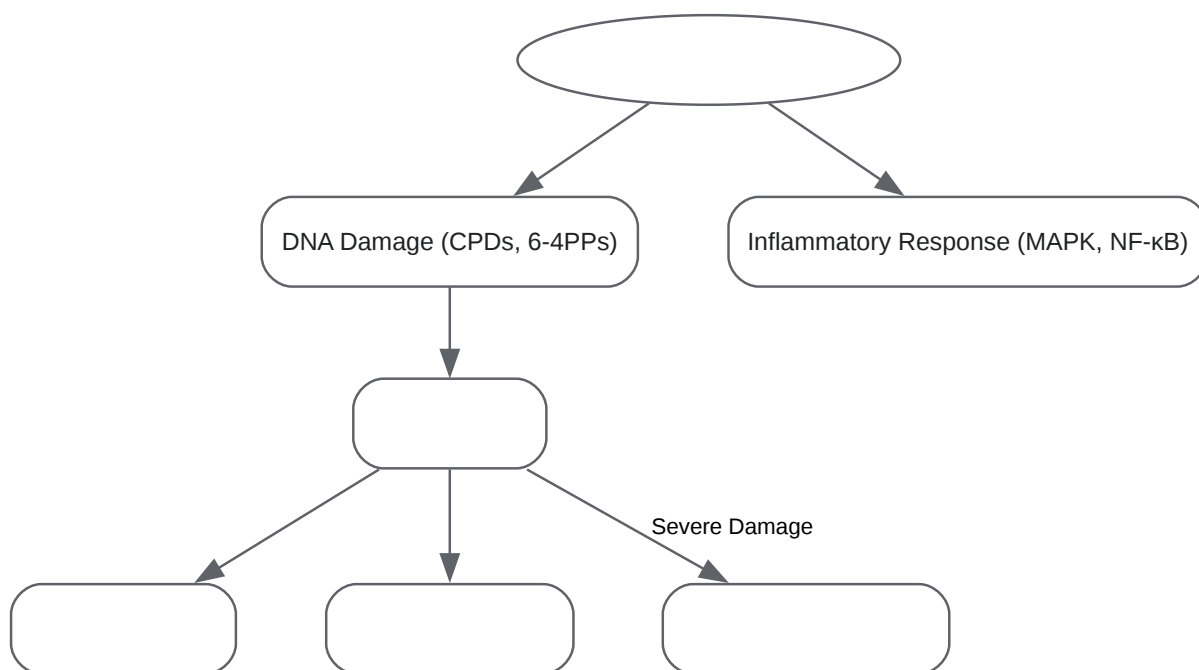 DNA Damage (CPDs, 6-4PPs)
Inflammatory Response (MAPK, NF-κB)
Severe Damage